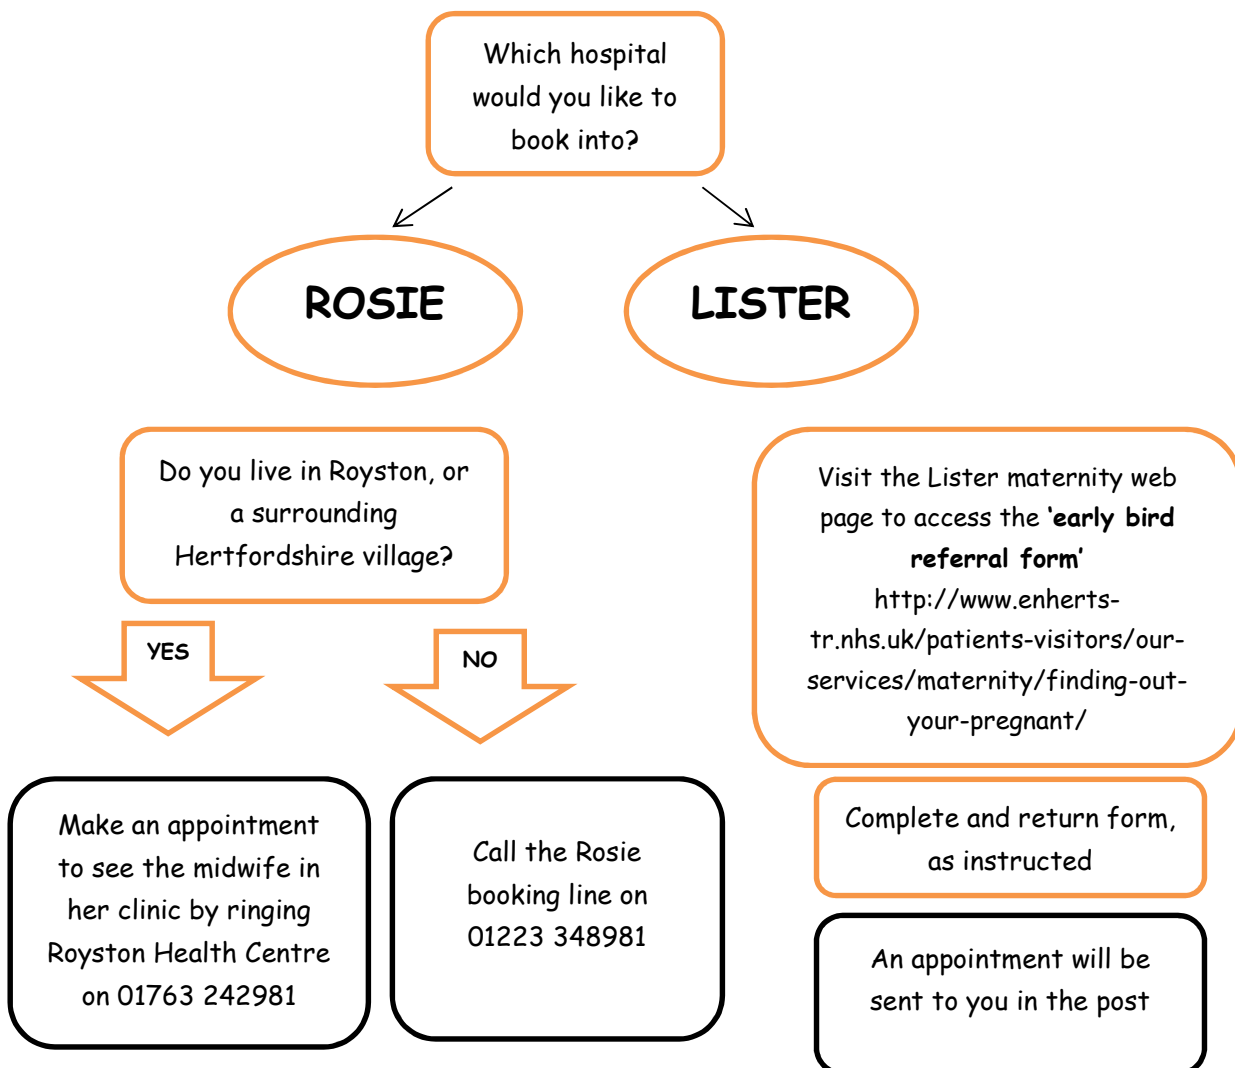 Which hospital
would you like to
book into?
ROSIE
LISTER
Do you live in Royston, or
a surrounding
Hertfordshire village?
YES
NO
Make an appointment
to see the midwife in
her clinic by ringing
Royston Health Centre
on 01763 242981
Call the Rosie
booking line on
01223 348981
Visit the Lister maternity web
page to access the 'early bird
referral form'
http://www.enherts-
tr.nhs.uk/patients-visitors/our-
services/maternity/finding-out-
your-pregnant/
Complete and return form,
as instructed
An appointment will be
sent to you in the post